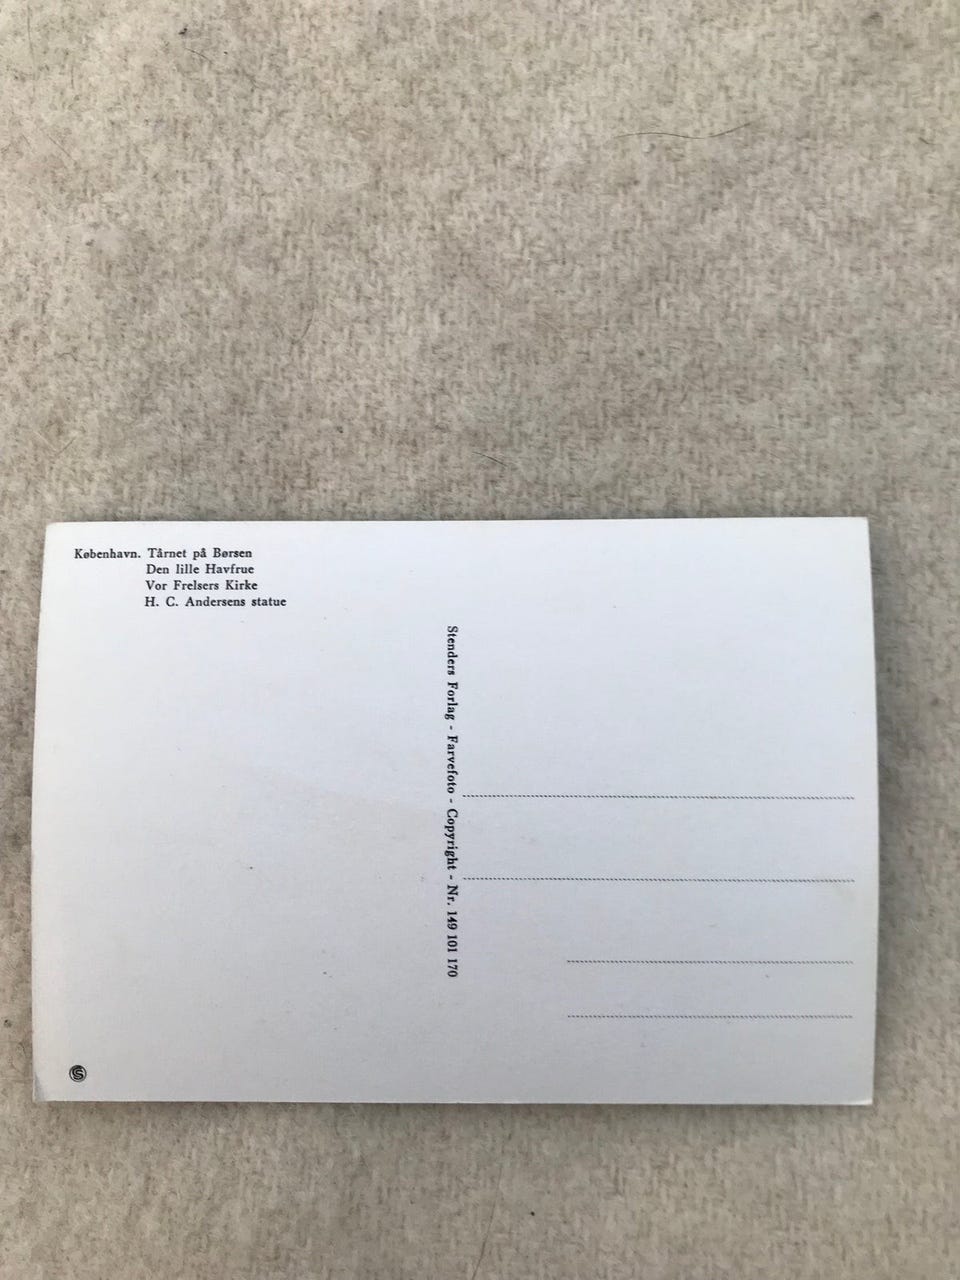 København. Tårnet på Børsen
Den lille Havfrue
Vor Frelsers Kirke
H. C. Andersens statue
Stenders Forlag - Farvefoto - Copyright - Nr. 149 101 170
S